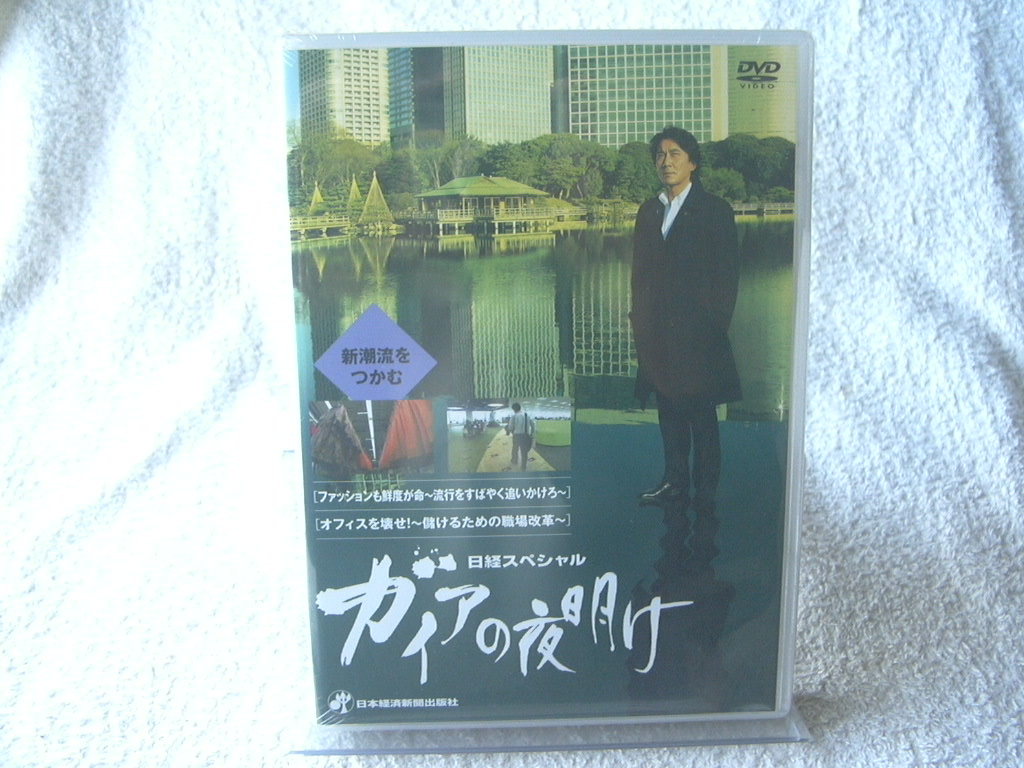 DVD
VIDEO
新潮流を
つかむ
[ファッションも鮮度が命〜流行をすばやく追いかけろ〜]
[オフィスを壊せ!〜儲けるための職場改革〜]
日経スペシャル
ガイアの夜明け
日本経済新聞出版社